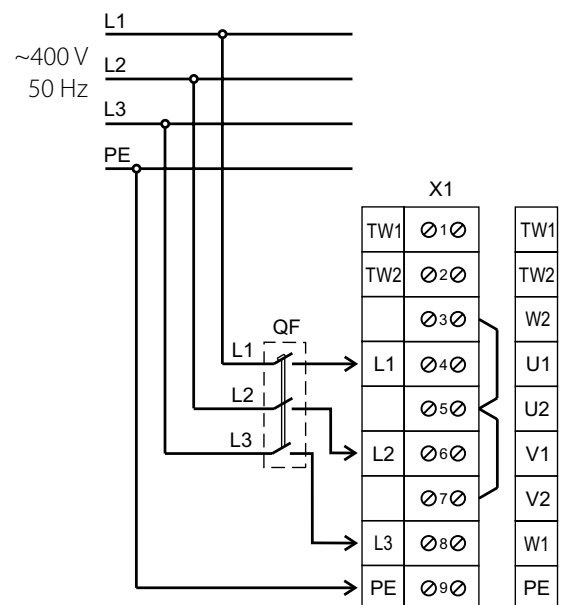 L1
~400 V
L2
50 Hz
L3
PE
X1
TW1 1 TW1
TW2 2 TW2
3 W2
QF
L1
L1 4 U1
L2
5 U2
L3
L2 6 V1
7 V2
L3 8 W1
PE 9 PE